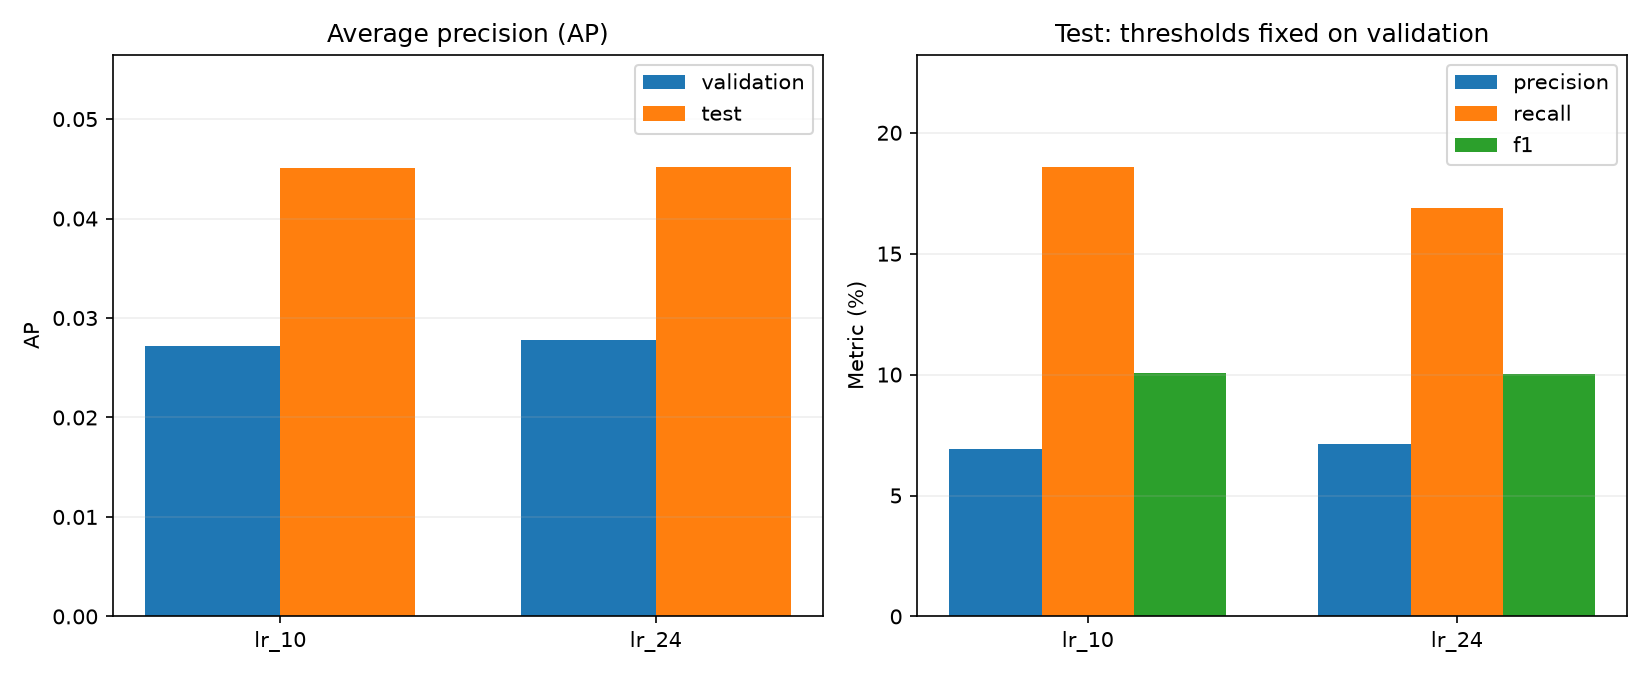 Average precision (AP)
validation
test
0.05
0.04
0.03
0.02
0.01
0.00
AP
lr_10
lr_24
Test: thresholds fixed on validation
precision
recall
f1
20
15
10
5
0
Metric (%)
lr_10
lr_24